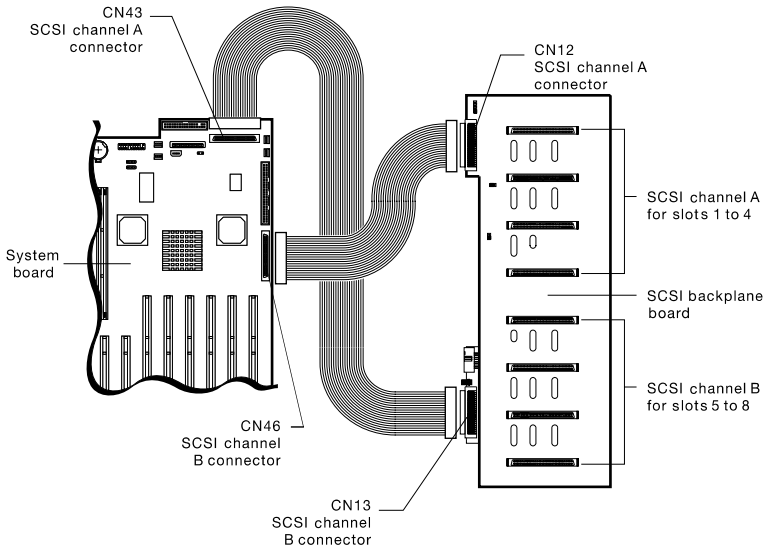 CN43
SCSI channel A
connector
CN12
SCSI channel A
connector
SCSI channel A
for slots 1 to 4
System
board
SCSI backplane
board
SCSI channel B
for slots 5 to 8
CN46
SCSI channel
B connector
CN13
SCSI channel
B connector